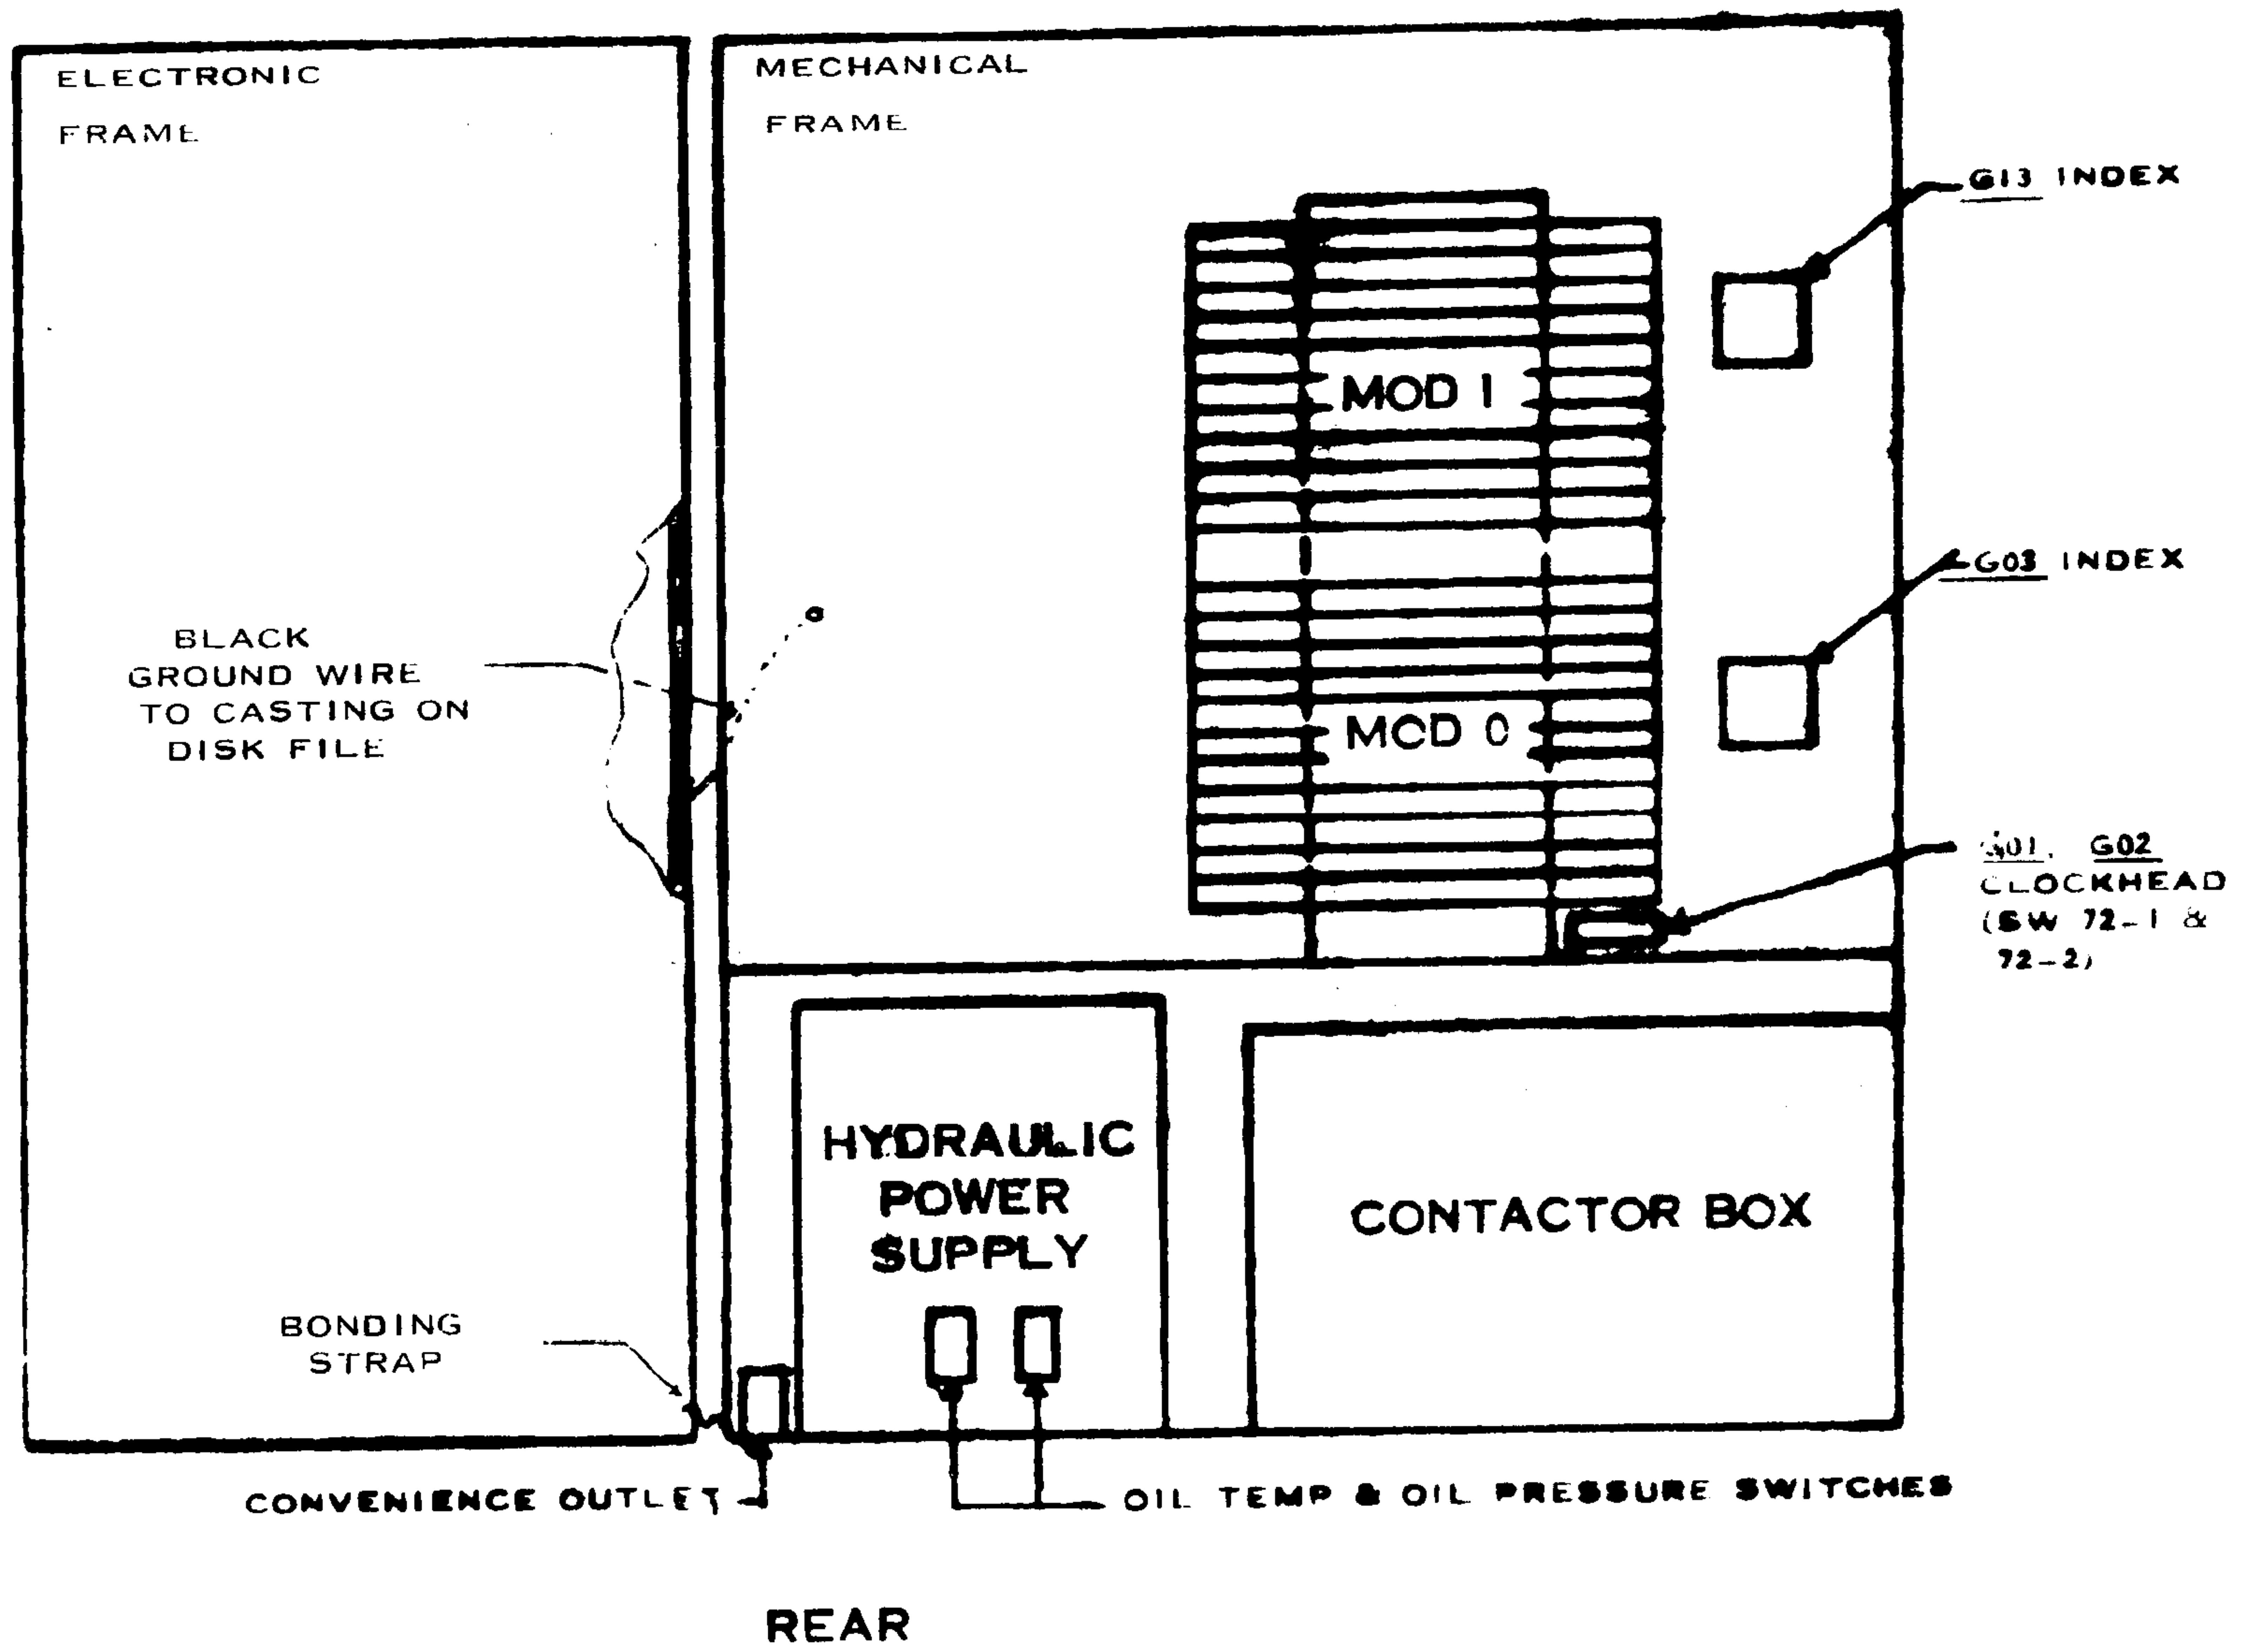 ELECTRONIC
FRAME
MECHANICAL
FRAME
G13 INDEX
MOD 1
G03 INDEX
BLACK
GROUND WIRE
TO CASTING ON
DISK FILE
MOD 0
G01, G02
CLOCKHEAD
(SW 72-1 &
72-2)
HYDRAULIC
POWER
SUPPLY
CONTACTOR BOX
BONDING
STRAP
CONVENIENCE OUTLET
OIL TEMP & OIL PRESSURE SWITCHES
REAR